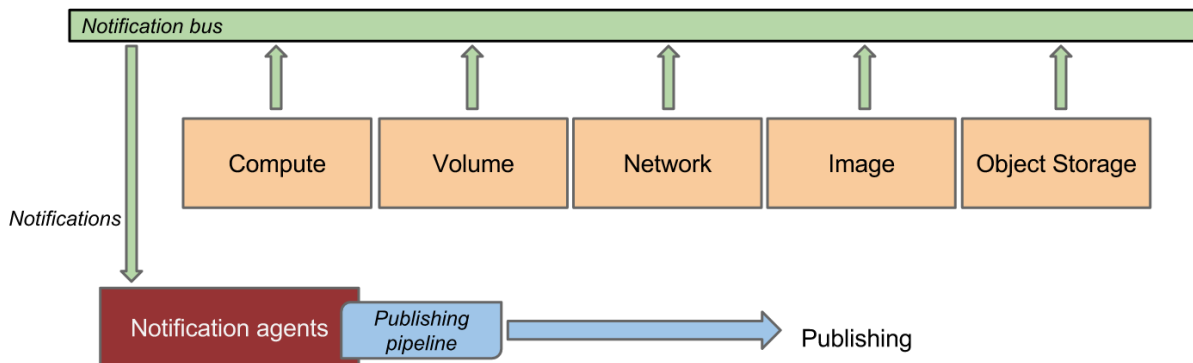 Notification bus
Compute
Volume
Network
Image
Object Storage
Notifications
Notification agents
Publishing
pipeline
Publishing